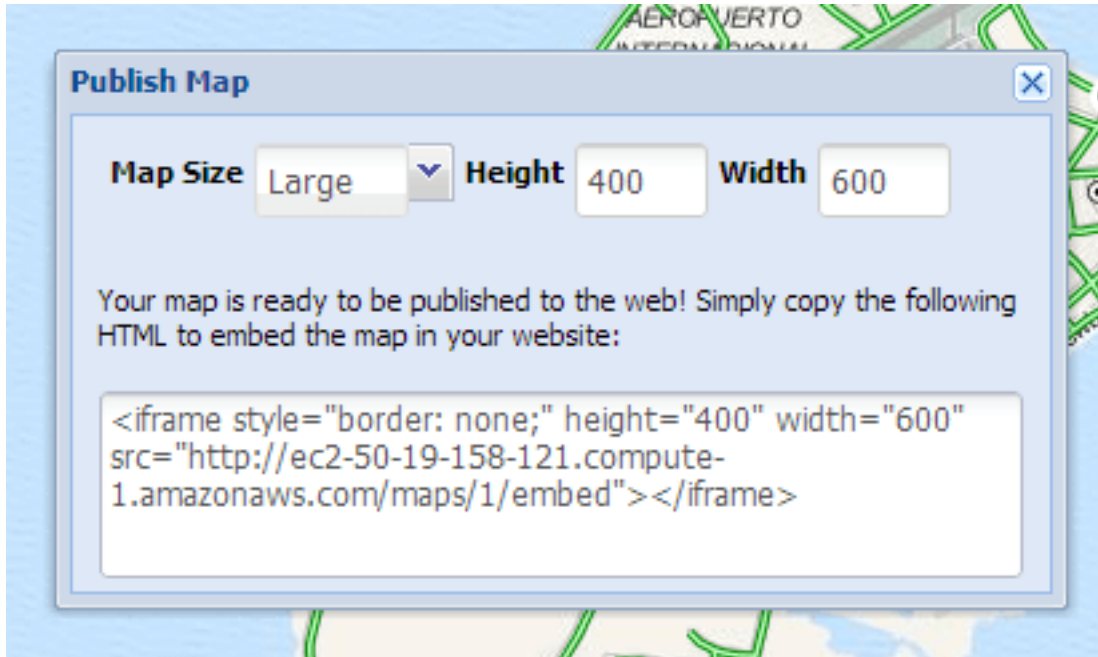 AEROPUERTO
INTERNACIONAL
Publish Map
Map Size Large Height 400 Width 600
Your map is ready to be published to the web! Simply copy the following
HTML to embed the map in your website:
<iframe style="border: none;" height="400" width="600"
src="http://ec2-50-19-158-121.compute-
1.amazonaws.com/maps/1/embed"></iframe>